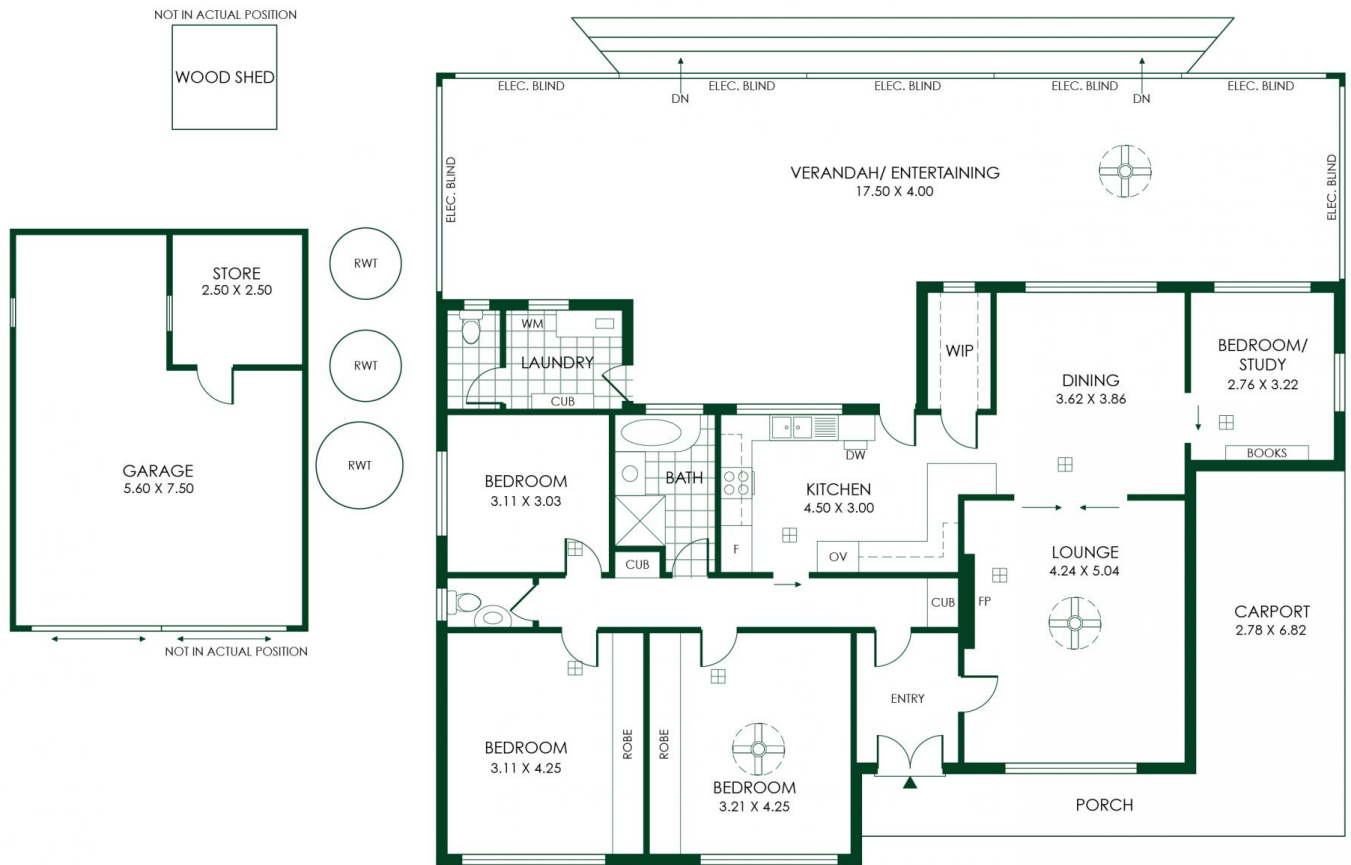 NOT IN ACTUAL POSITION
WOOD SHED
ELEC. BLIND
DN
ELEC. BLIND
ELEC. BLIND
ELEC. BLIND
DN
ELEC. BLIND
ELEC. BLIND
VERANDAH/ ENTERTAINING
17.50 X 4.00
ELEC. BLIND
STORE
2.50 X 2.50
RWT
RWT
RWT
GARAGE
5.60 X 7.50
NOT IN ACTUAL POSITION
WM
LAUNDRY
CUB
WIP
DINING
3.62 X 3.86
BEDROOM/
STUDY
2.76 X 3.22
BOOKS
BEDROOM
3.11 X 3.03
BATH
CUB
DW
KITCHEN
4.50 X 3.00
F
OV
CUB
LOUNGE
4.24 X 5.04
FP
CARPORT
2.78 X 6.82
BEDROOM
3.11 X 4.25
ROBE
ROBE
BEDROOM
3.21 X 4.25
ENTRY
PORCH